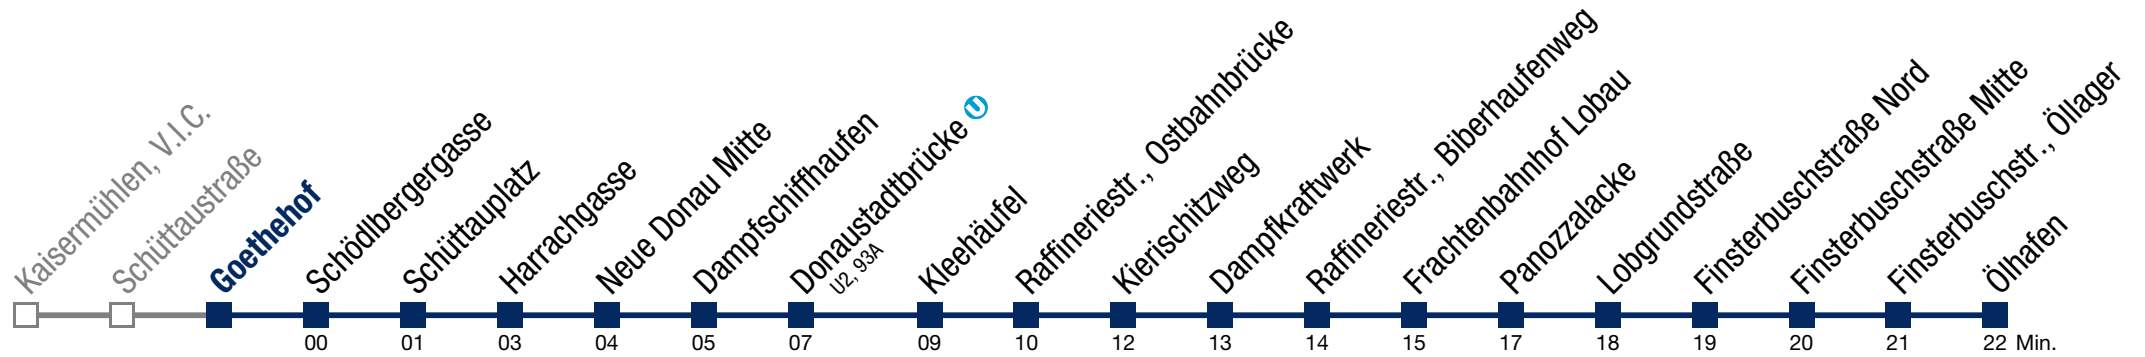 Kaisermühlen, V.I.C.
Schüttaustraße
Goethehof
Schödlbergergasse
Schüttauplatz
Harrachgasse
Neue Donau Mitte
Dampfschiffhaufen
Donaustadtbrücke U
U2, 93A
Kleehäufel
Raffineriestr., Ostbahnbrücke
Kierischitzweg
Dampfkraftwerk
Raffineriestr., Biberhaufenweg
Frachtenbahnhof Lobau
Panozzalacke
Lobgrundstraße
Finsterbuschstraße Nord
Finsterbuschstraße Mitte
Finsterbuschstr., Öllager
Ölhafen
00 01 03 04 05 07 09 10 12 13 14 15 17 18 19 20 21 22 Min.